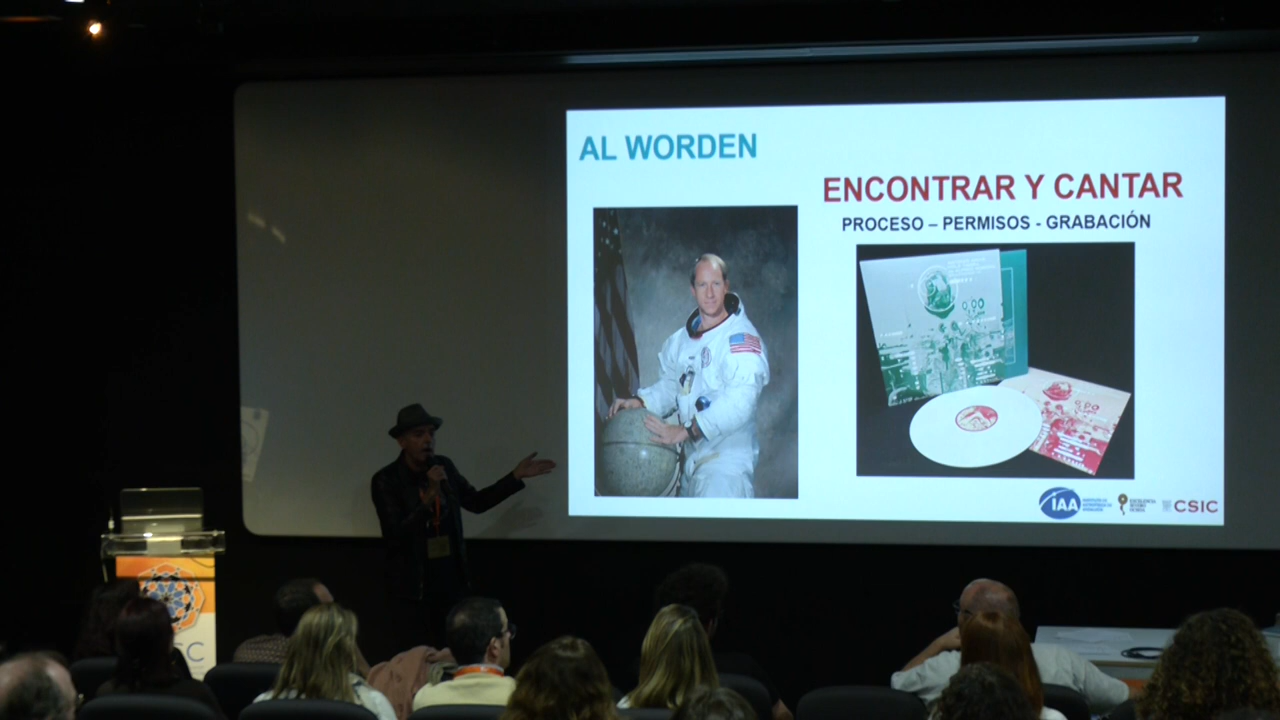 AL WORDEN
ENCONTRAR Y CANTAR
PROCESO – PERMISOS - GRABACIÓN
IAA
CSIC